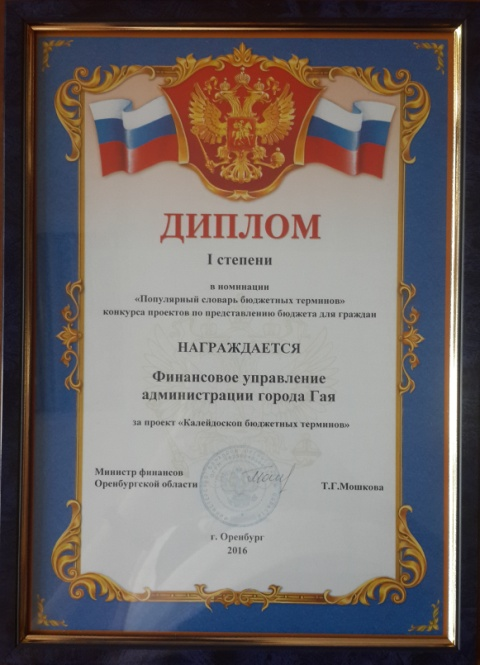 ДИПЛОМ
I степени
в номинации
«Популярный словарь бюджетных терминов»
конкурса проектов по представлению бюджета для граждан
НАГРАЖДАЕТСЯ
Финансовое управление
администрации города Гая
за проект «Калейдоскоп бюджетных терминов»
Министр финансов
Оренбургской области
Т.Г.Мошкова
г. Оренбург
2016